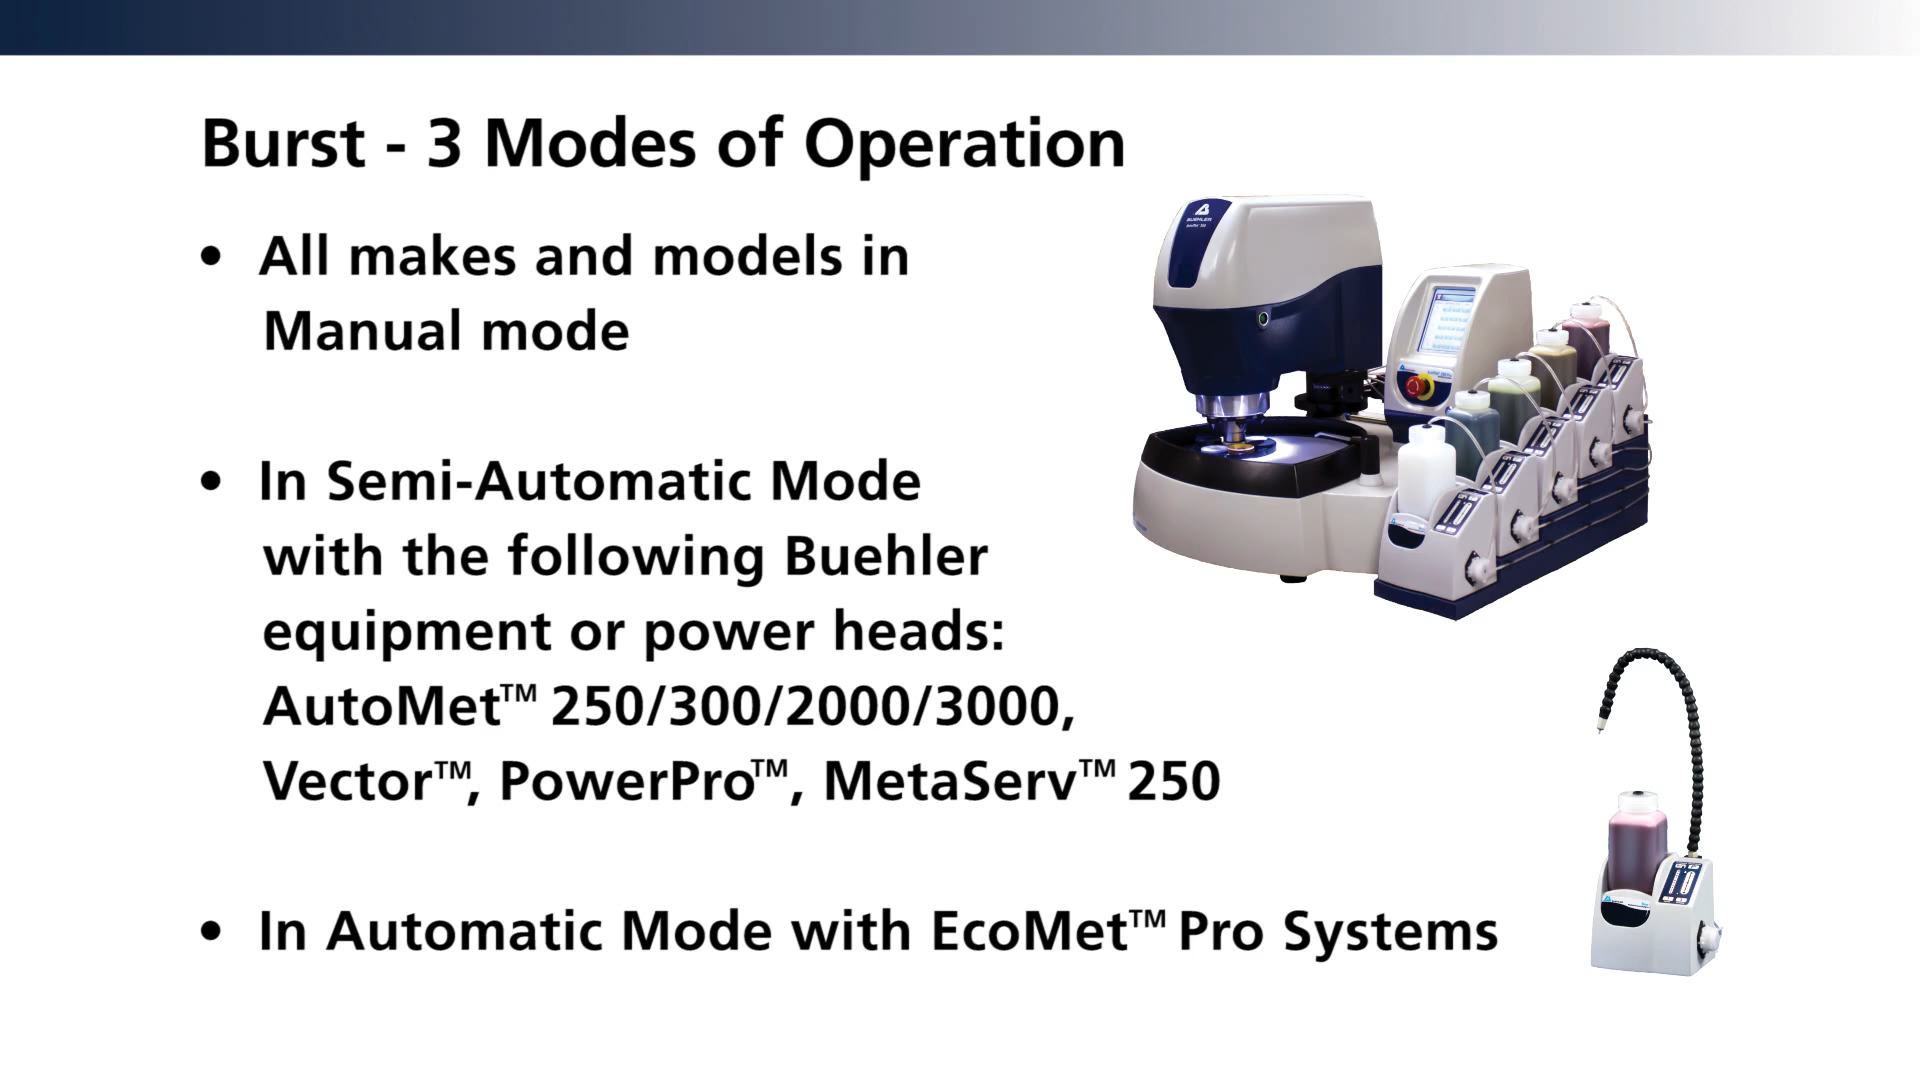 Burst - 3 Modes of Operation
• All makes and models in
Manual mode
• In Semi-Automatic Mode
with the following Buehler
equipment or power heads:
AutoMet™ 250/300/2000/3000,
Vector™, PowerPro™, MetaServ™ 250
• In Automatic Mode with EcoMet™ Pro Systems
BUEHLER